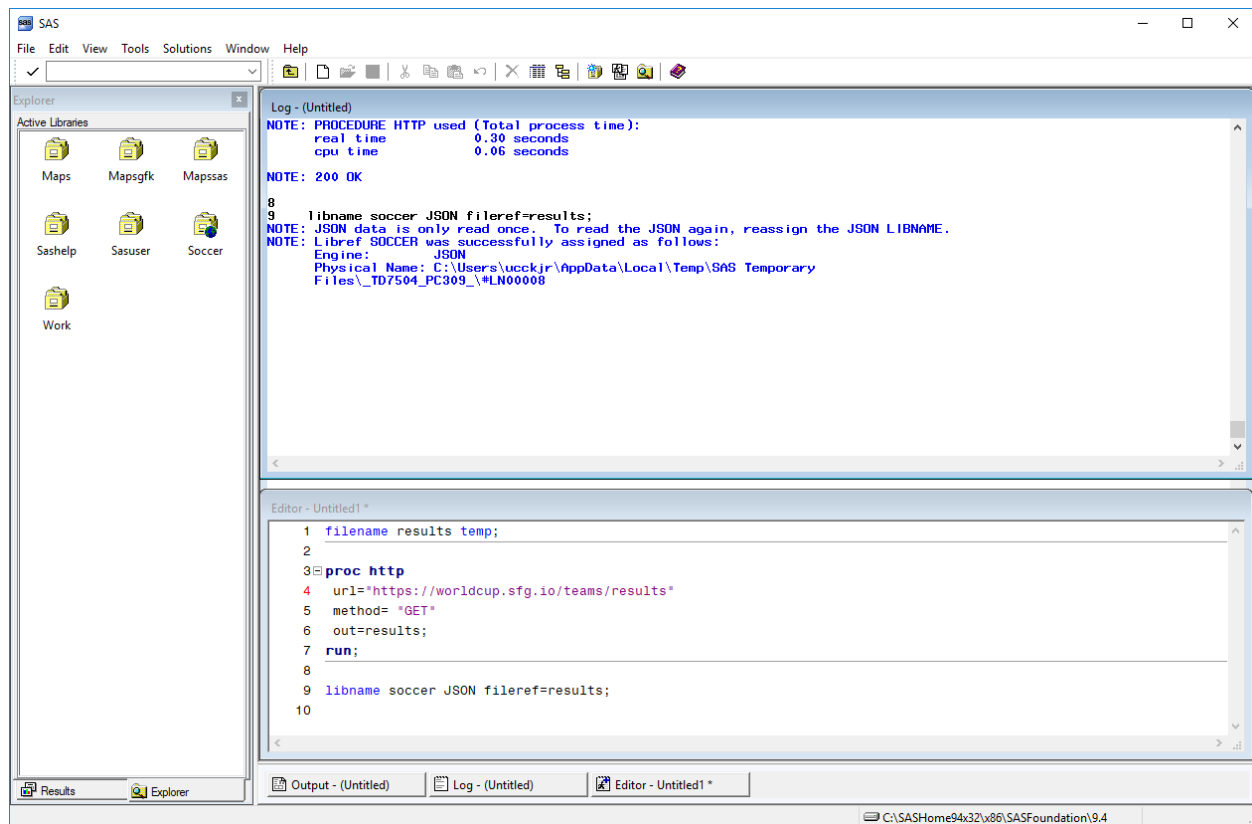 sas SAS
File Edit View Tools Solutions Window Help
Explorer
Active Libraries
Maps Mapsgfk Mapssas
Sashelp Sasuser Soccer
Work
Results Explorer
Log - (Untitled)
NOTE: PROCEDURE HTTP used (Total process time):
real time 0.30 seconds
cpu time 0.06 seconds
NOTE: 200 OK
8
9 libname soccer JSON fileref=results;
NOTE: JSON data is only read once. To read the JSON again, reassign the JSON LIBNAME.
NOTE: Libref SOCCER was successfully assigned as follows:
Engine: JSON
Physical Name: C:\Users\ucckjr\AppData\Local\Temp\SAS Temporary
Files\_TD7504_PC309_\#LN00008
Editor - Untitled1 *
1 filename results temp;
2
3 proc http
4 url="https://worldcup.sfg.io/teams/results"
5 method= "GET"
6 out=results;
7 run;
8
9 libname soccer JSON fileref=results;
10
Output - (Untitled) Log - (Untitled) Editor - Untitled1 *
C:\SASHome94x32\x86\SASFoundation\9.4